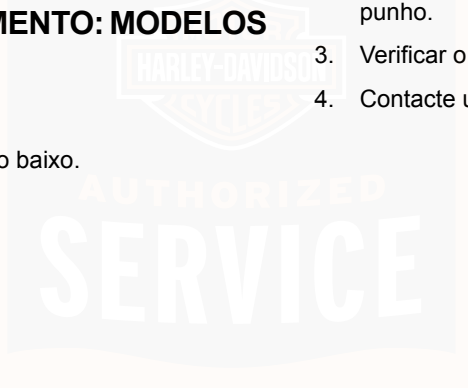 MENTO: MODELOS
o baixo.
punho.
3. Verificar o
4. Contacte u
HARLEY-DAVIDSON
CYCLES
AUTHORIZED
SERVICE